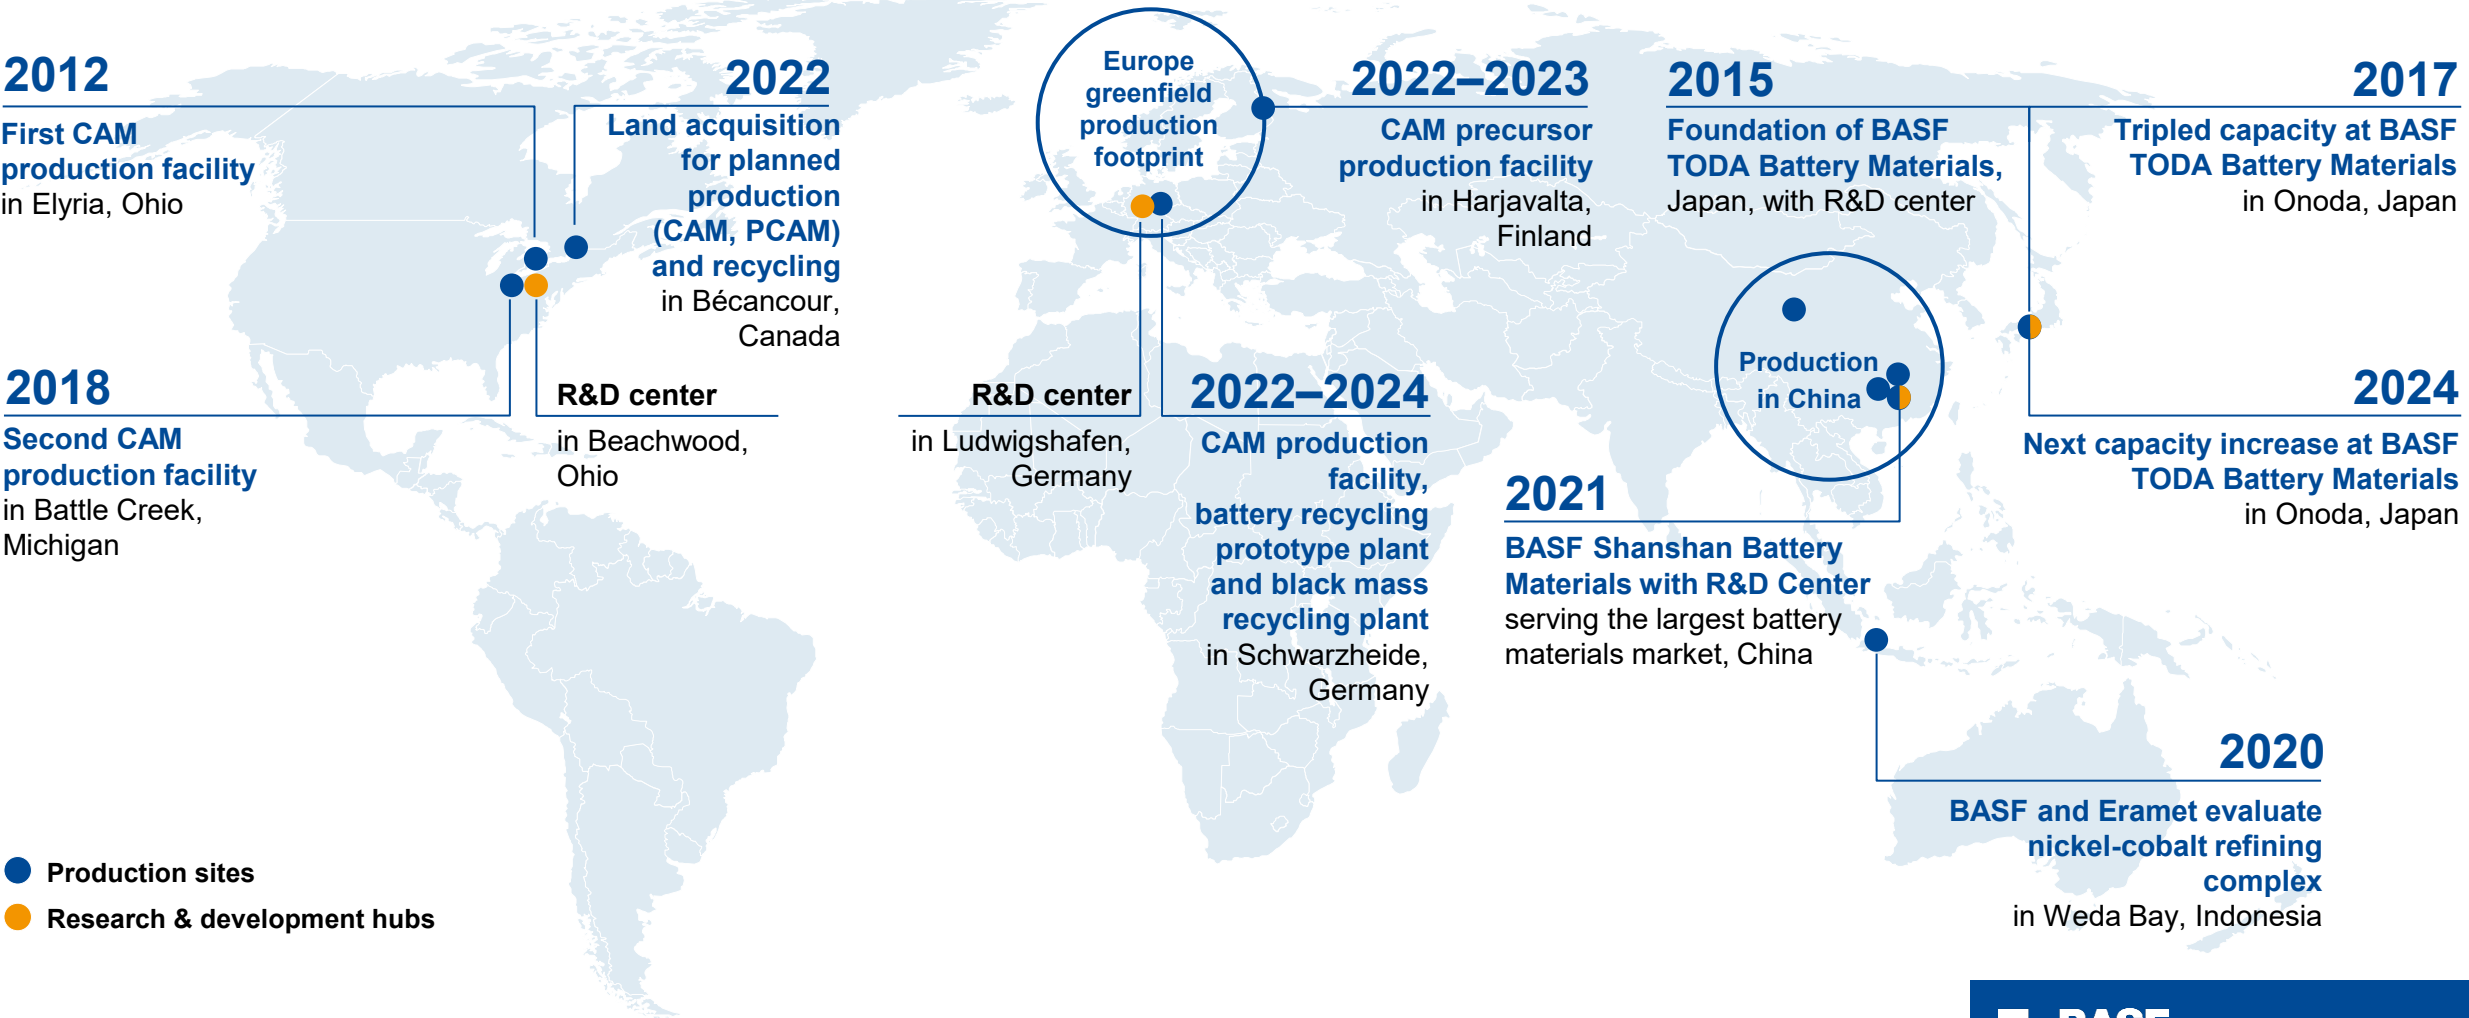 2012
First CAM
production facility
in Elyria, Ohio
2022
Land acquisition
for planned
production
(CAM, PCAM)
and recycling
in Bécancour,
Canada
2018
Second CAM
production facility
in Battle Creek,
Michigan
R&D center
in Beachwood,
Ohio
Europe
greenfield
production
footprint
2022–2023
CAM precursor
production facility
in Harjavalta,
Finland
R&D center
in Ludwigshafen,
Germany
2022–2024
CAM production
facility,
battery recycling
prototype plant
and black mass
recycling plant
in Schwarzheide,
Germany
2015
Foundation of BASF
TODA Battery Materials,
Japan, with R&D center
2017
Tripled capacity at BASF
TODA Battery Materials
in Onoda, Japan
Production
in China
2024
Next capacity increase at BASF
TODA Battery Materials
in Onoda, Japan
2021
BASF Shanshan Battery
Materials with R&D Center
serving the largest battery
materials market, China
2020
BASF and Eramet evaluate
nickel-cobalt refining
complex
in Weda Bay, Indonesia
Production sites
Research & development hubs
BASF